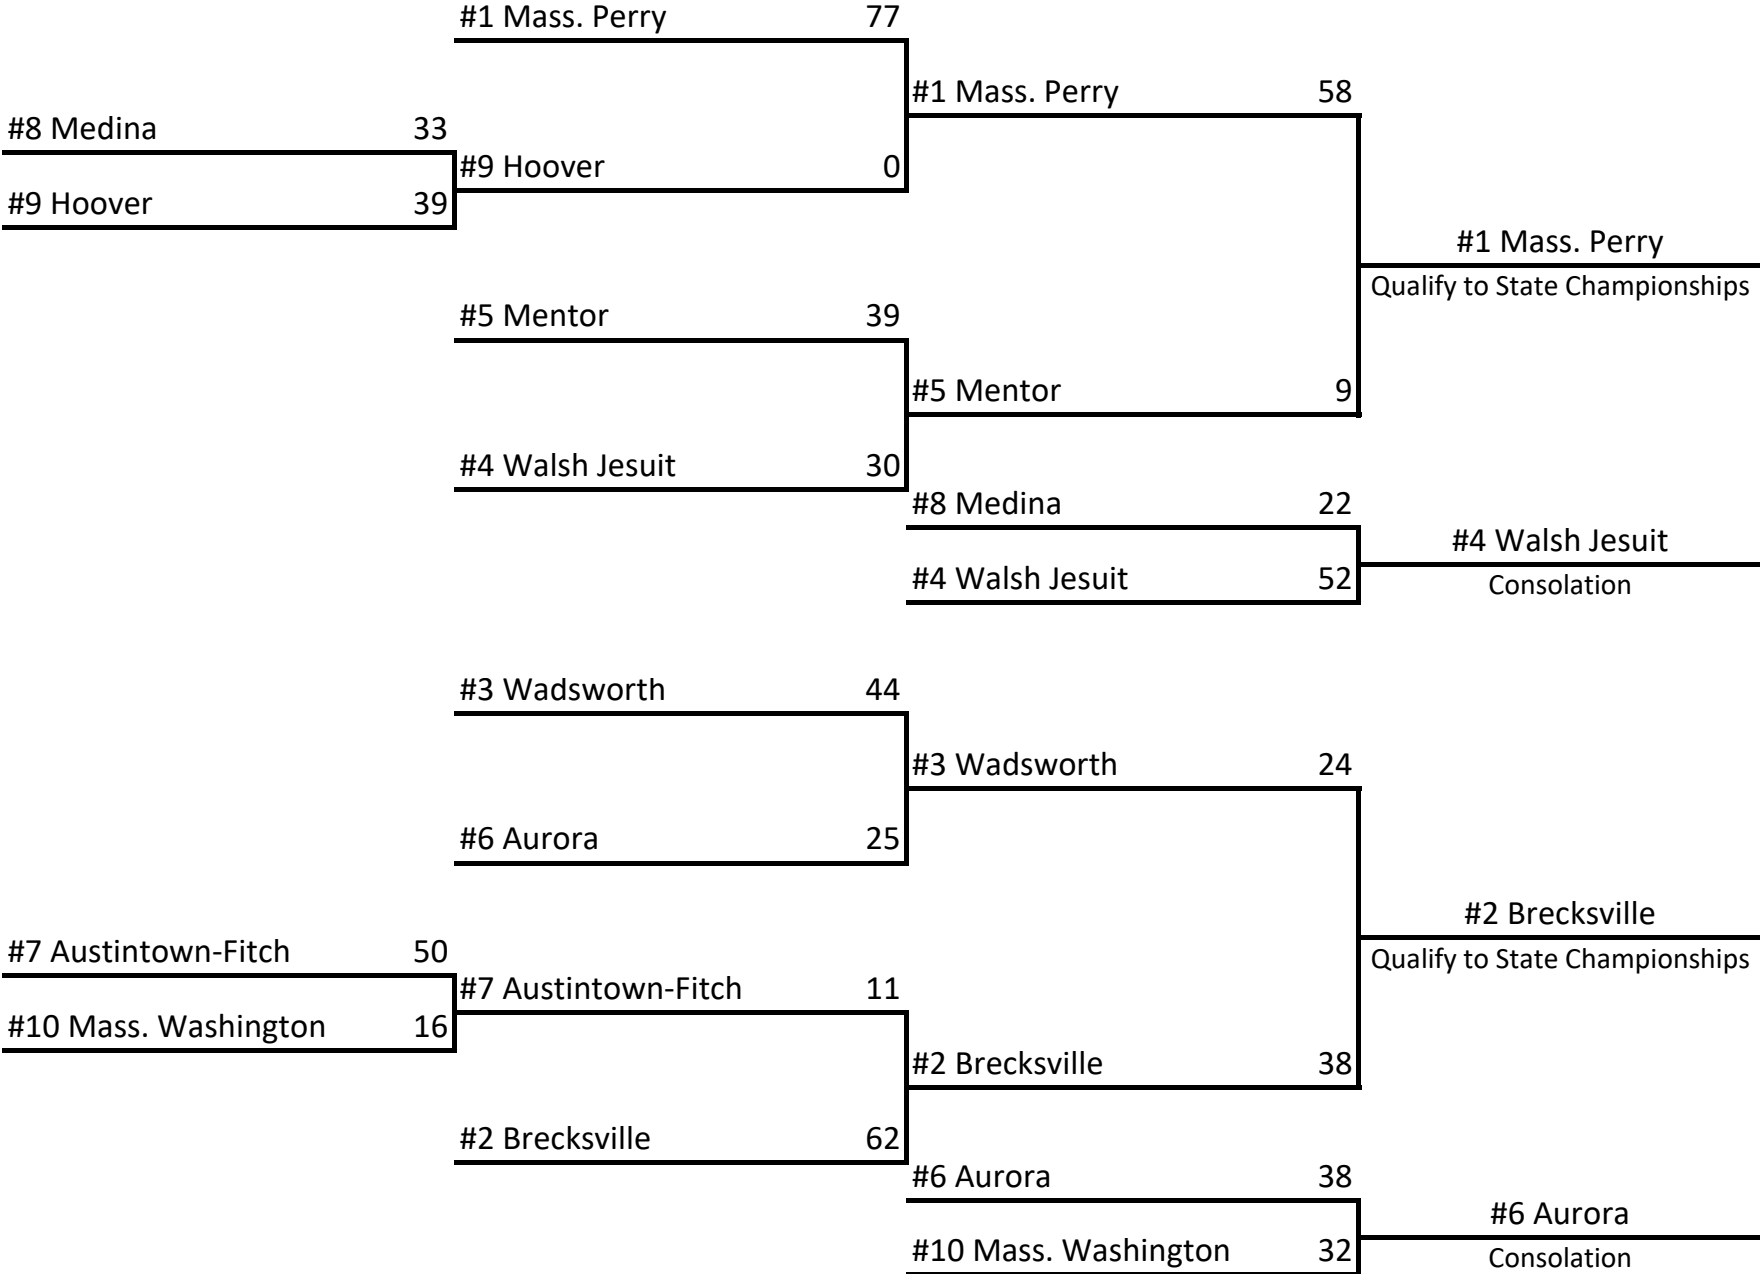 #1 Mass. Perry 77
#1 Mass. Perry 58
#8 Medina 33
#9 Hoover 0
#9 Hoover 39
#1 Mass. Perry
Qualify to State Championships
#5 Mentor 39
#5 Mentor 9
#4 Walsh Jesuit 30
#8 Medina 22
#4 Walsh Jesuit
#4 Walsh Jesuit 52
Consolation
#3 Wadsworth 44
#3 Wadsworth 24
#6 Aurora 25
#2 Brecksville
#7 Austintown-Fitch 50
Qualify to State Championships
#7 Austintown-Fitch 11
#10 Mass. Washington 16
#2 Brecksville 38
#2 Brecksville 62
#6 Aurora 38
#6 Aurora
#10 Mass. Washington 32
Consolation